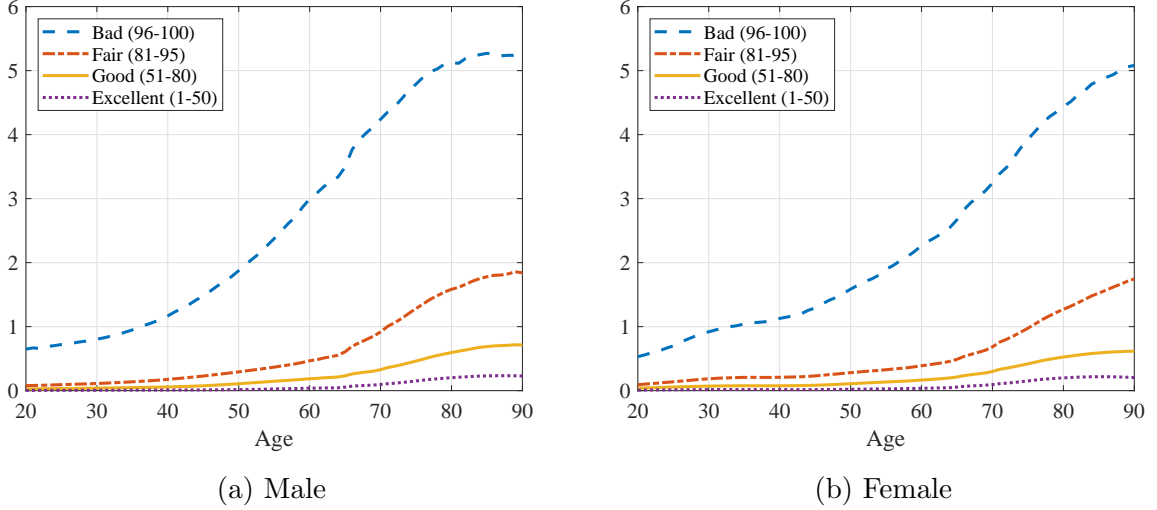 6
5
4
3
2
1
0
Bad (96-100)
Fair (81-95)
Good (51-80)
Excellent (1-50)
20 30 40 50 60 70 80 90
Age
(a) Male
6
5
4
3
2
1
0
Bad (96-100)
Fair (81-95)
Good (51-80)
Excellent (1-50)
20 30 40 50 60 70 80 90
Age
(b) Female